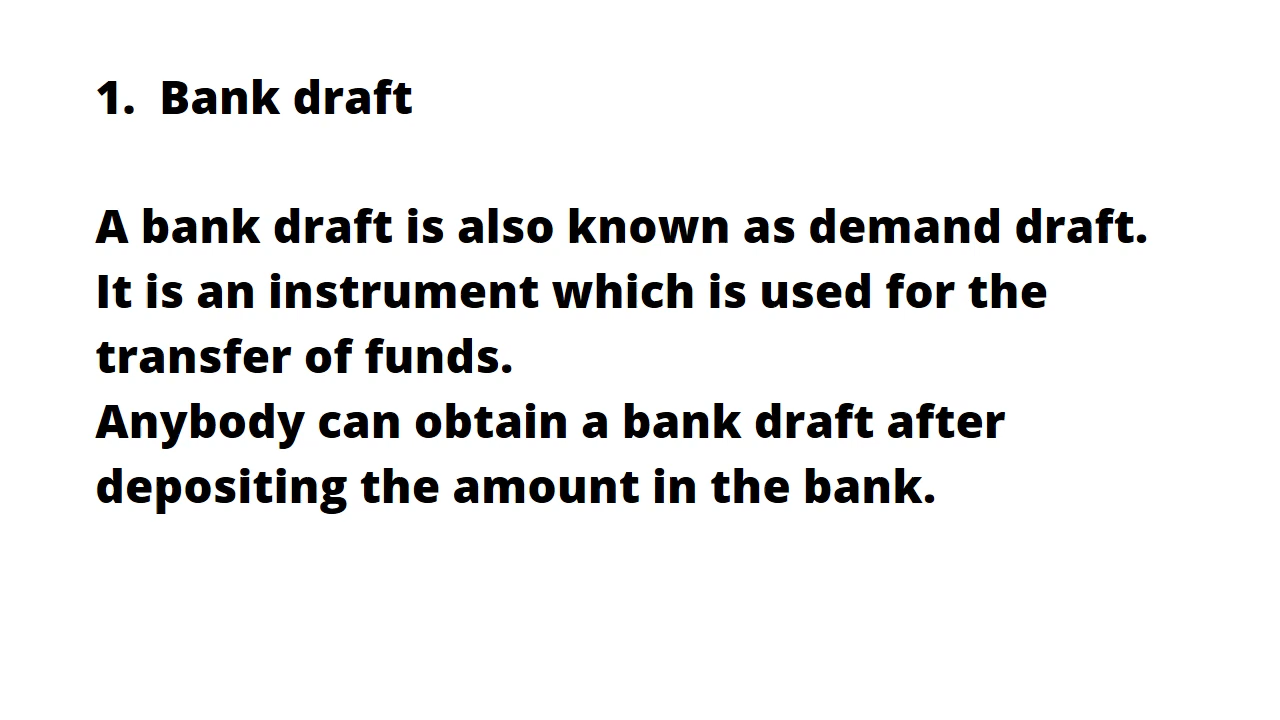 1. Bank draft
A bank draft is also known as demand draft.
It is an instrument which is used for the
transfer of funds.
Anybody can obtain a bank draft after
depositing the amount in the bank.